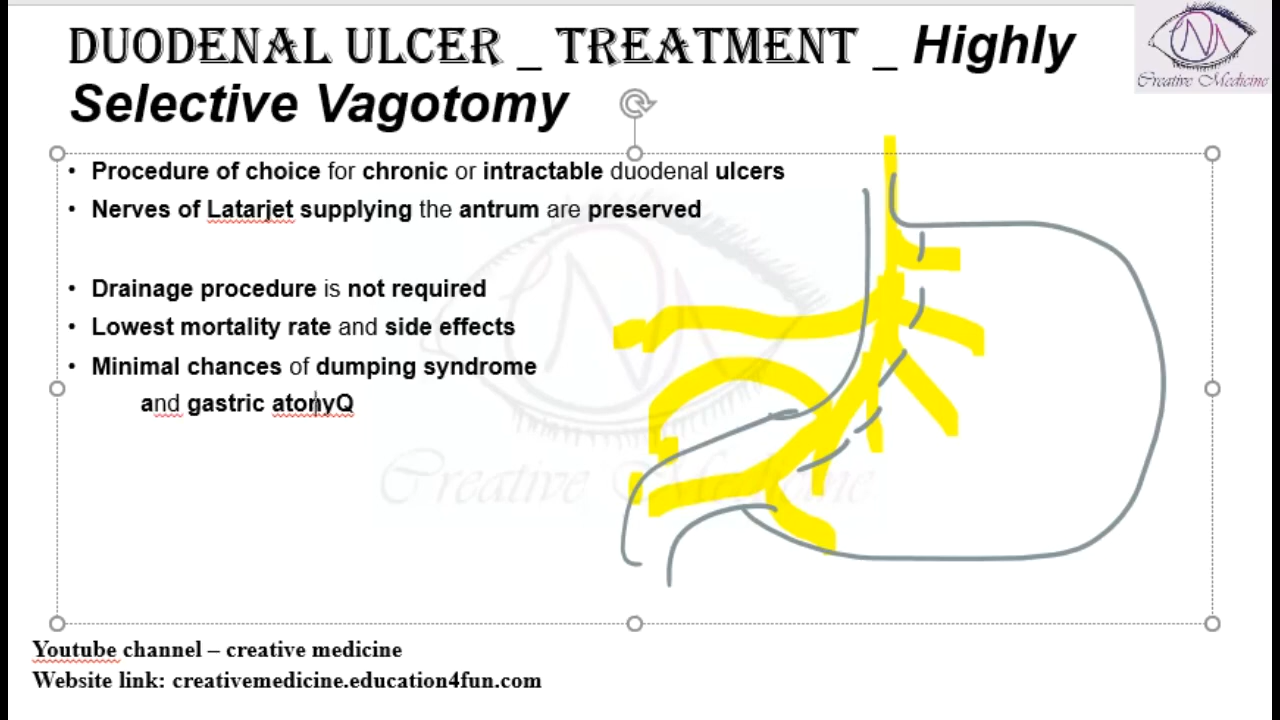 DUODENAL ULCER _ TREATMENT _ Highly
Selective Vagotomy
Creative Medicine
• Procedure of choice for chronic or intractable duodenal ulcers
• Nerves of Latarjet supplying the antrum are preserved
• Drainage procedure is not required
• Lowest mortality rate and side effects
• Minimal chances of dumping syndrome
and gastric atonyQ
Creative Medicine
Youtube channel – creative medicine
Website link: creativemedicine.education4fun.com